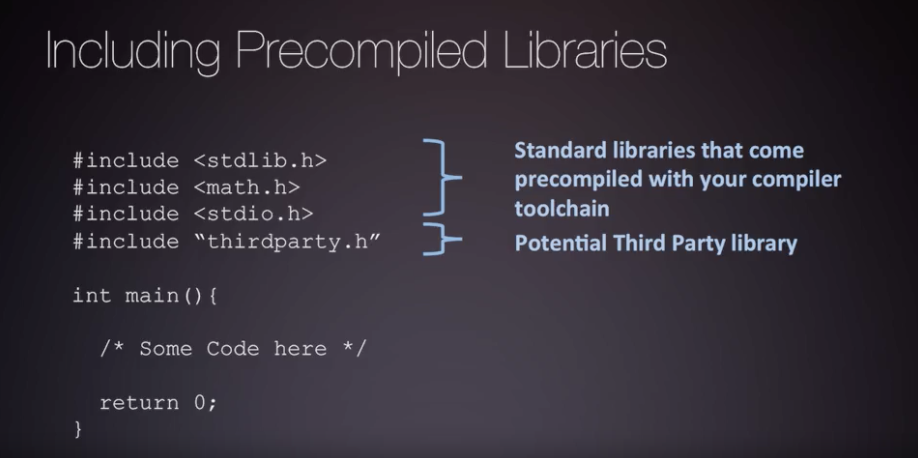 Including Precompiled Libraries
#include <stdlib.h>
#include <math.h>
#include <stdio.h>
#include “thirdparty.h”
Standard libraries that come
precompiled with your compiler
toolchain
Potential Third Party library
int main(){
/* Some Code here */
return 0;
}